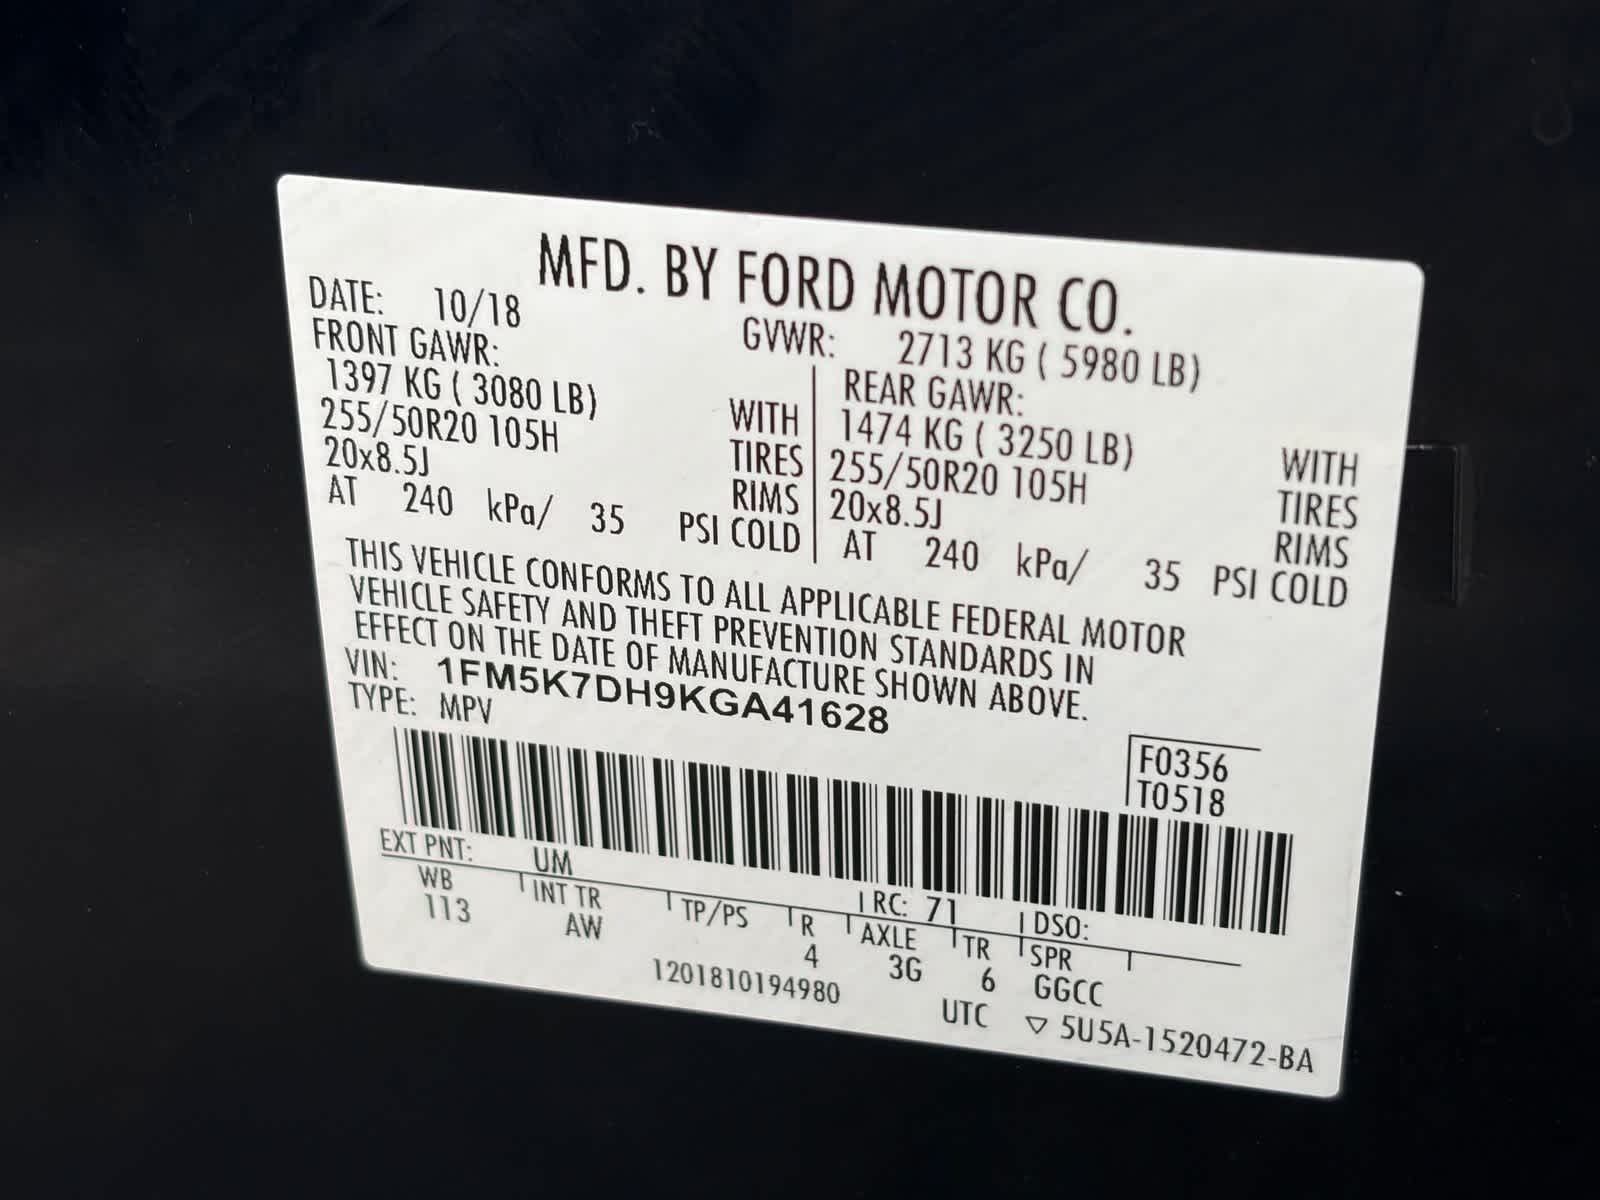 MFD. BY FORD MOTOR CO.
DATE: 10/18 GVWR: 2713 KG ( 5980 LB)
FRONT GAWR: REAR GAWR:
1397 KG ( 3080 LB) WITH 1474 KG ( 3250 LB) WITH
255/50R20 105H TIRES 255/50R20 105H TIRES
20x8.5J RIMS 20x8.5J RIMS
AT 240 kPa/ 35 PSI COLD AT 240 kPa/ 35 PSI COLD
THIS VEHICLE CONFORMS TO ALL APPLICABLE FEDERAL MOTOR
VEHICLE SAFETY AND THEFT PREVENTION STANDARDS IN
EFFECT ON THE DATE OF MANUFACTURE SHOWN ABOVE.
VIN: 1FM5K7DH9KGA41628
TYPE: MPV
F0356
T0518
EXT PNT: UM RC: 71 DSO:
WB INT TR TP/PS R AXLE TR SPR
113 AW 4 3G 6 GGCC
1201810194980 UTC ▽ 5U5A-1520472-BA